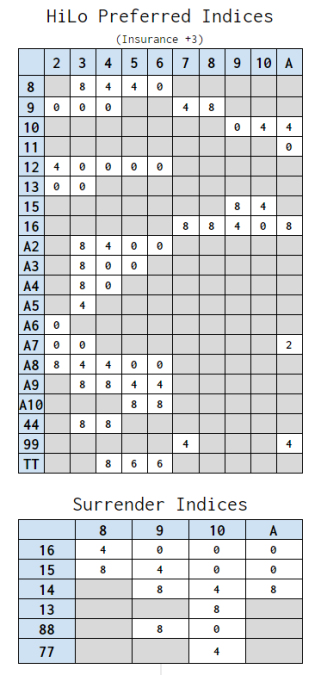 HiLo Preferred Indices
(Insurance +3)
2 3 4 5 6 7 8 9 10 A
8 8 4 4 0
9 0 0 0 4 8
10 0 4 4
11 0
12 4 0 0 0 0
13 0 0
15 8 4
16 8 8 4 0 8
A2 8 4 0 0
A3 8 0 0
A4 8 0
A5 4
A6 0
A7 0 0 2
A8 8 4 4 0 0
A9 8 8 4 4
A10 8 8
44 8 8
99 4 4
TT 8 6 6
Surrender Indices
8 9 10 A
16 4 0 0 0
15 8 4 0 0
14 8 4 8
13 8
88 8 0
77 4